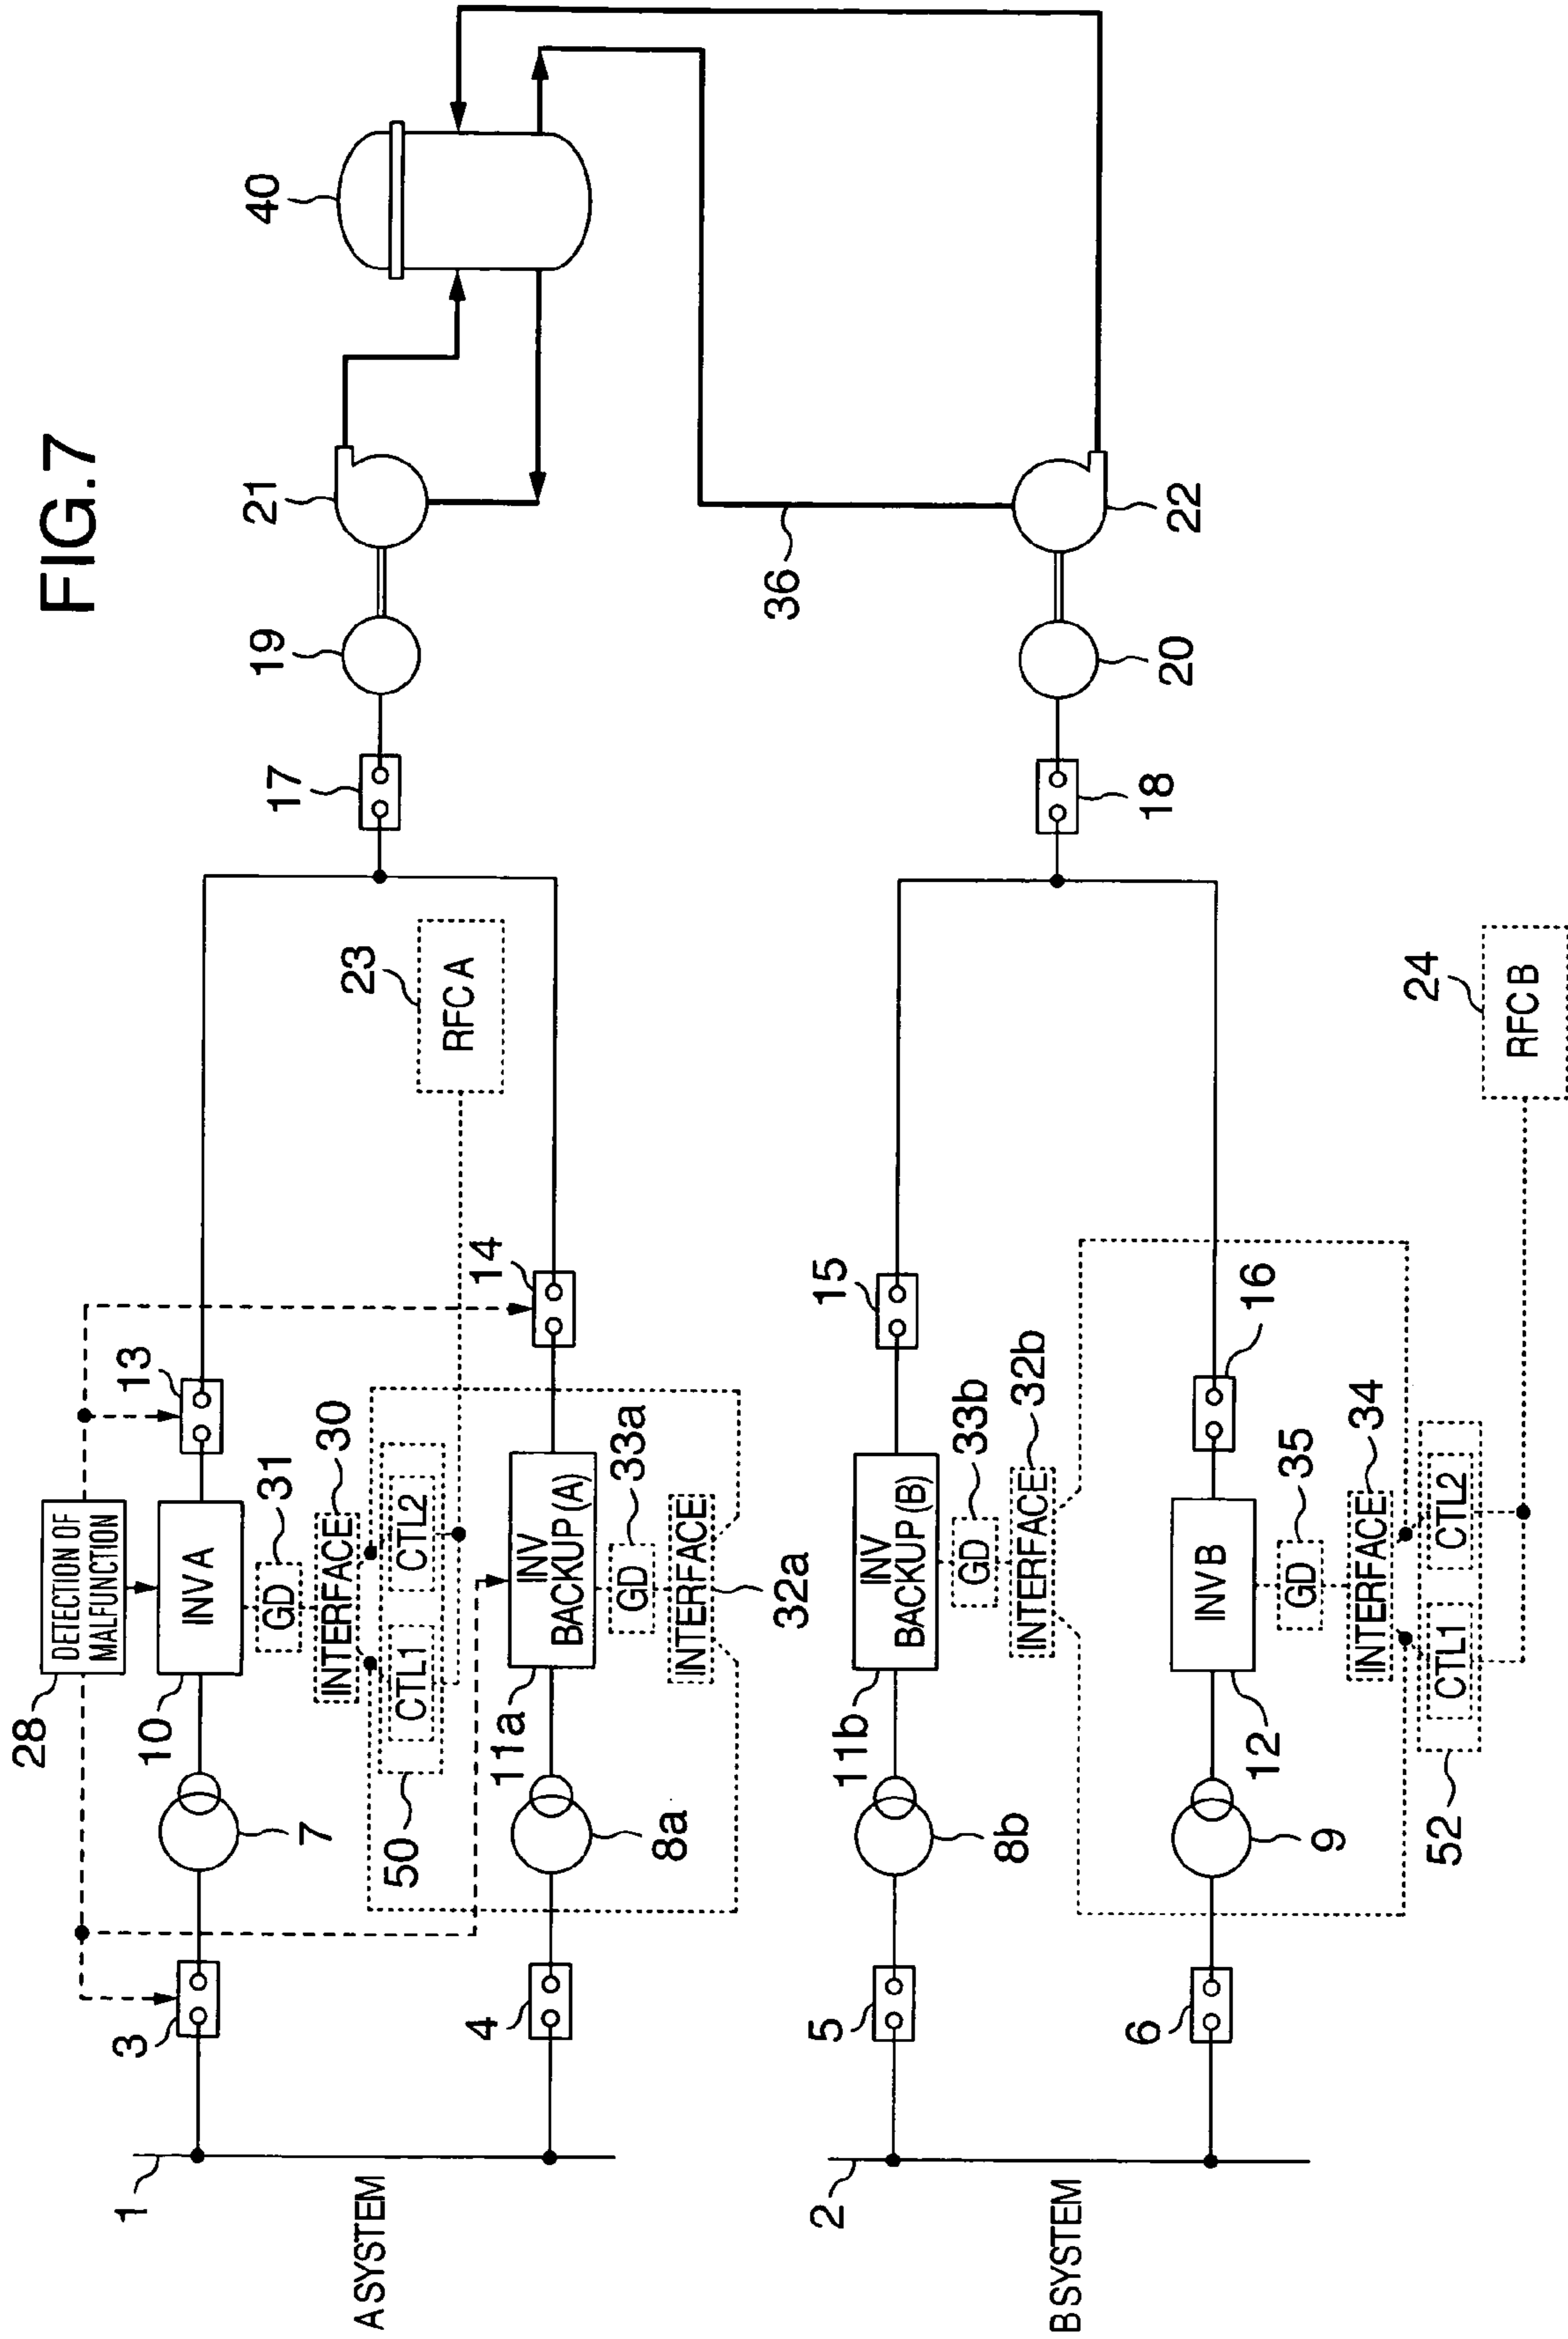 FIG.7
A SYSTEM
1
3
7
28
DETECTION OF
MALFUNCTION
10
INV A
13
GD
31
INTERFACE
30
50
CTL1
CTL2
23
RFC A
4
8a
11a
INV
BACKUP(A)
14
GD
33a
INTERFACE
32a
17
19
21
40
B SYSTEM
2
5
8b
11b
INV
BACKUP(B)
15
GD
33b
INTERFACE
32b
6
9
12
INV B
16
GD
35
INTERFACE
34
52
CTL1
CTL2
24
RFC B
18
20
22
36